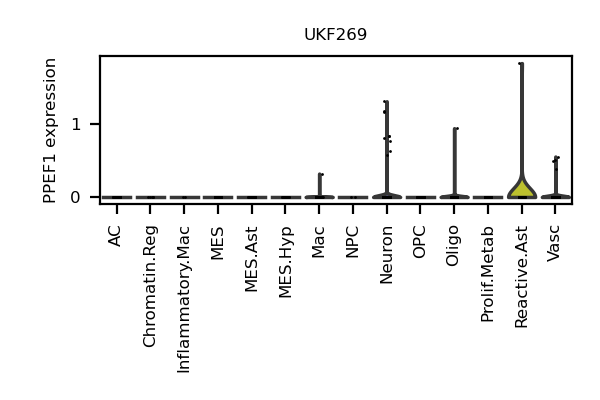 UKF269
PPEF1 expression
1
0
AC
Chromatin.Reg
Inflammatory.Mac
MES
MES.Ast
MES.Hyp
Mac
NPC
Neuron
OPC
Oligo
Prolif.Metab
Reactive.Ast
Vasc